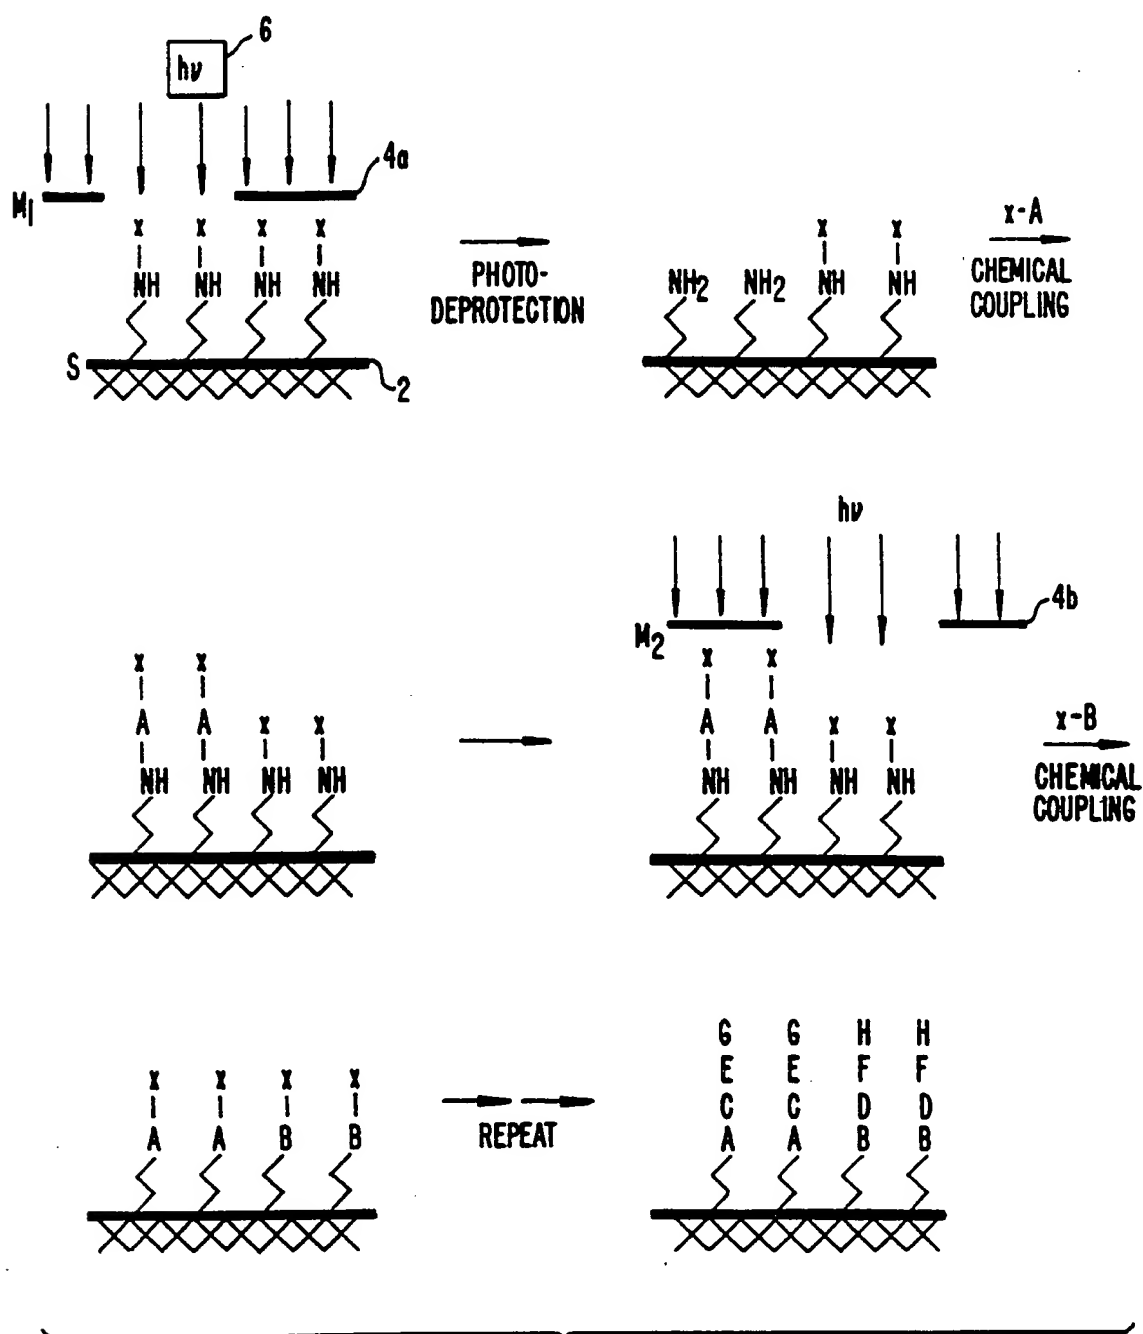 6
hν
4a
M1
x x x x
NH NH NH NH
S
2
PHOTO-
DEPROTECTION
x x
NH2 NH2 NH NH
x-A
CHEMICAL
COUPLING
x x
A A x x
NH NH NH NH
hν
4b
M2
x x
A A x x
NH NH NH NH
x-B
CHEMICAL
COUPLING
x x x x
A A B B
REPEAT
G G H H
E E F F
C C D D
A A B B